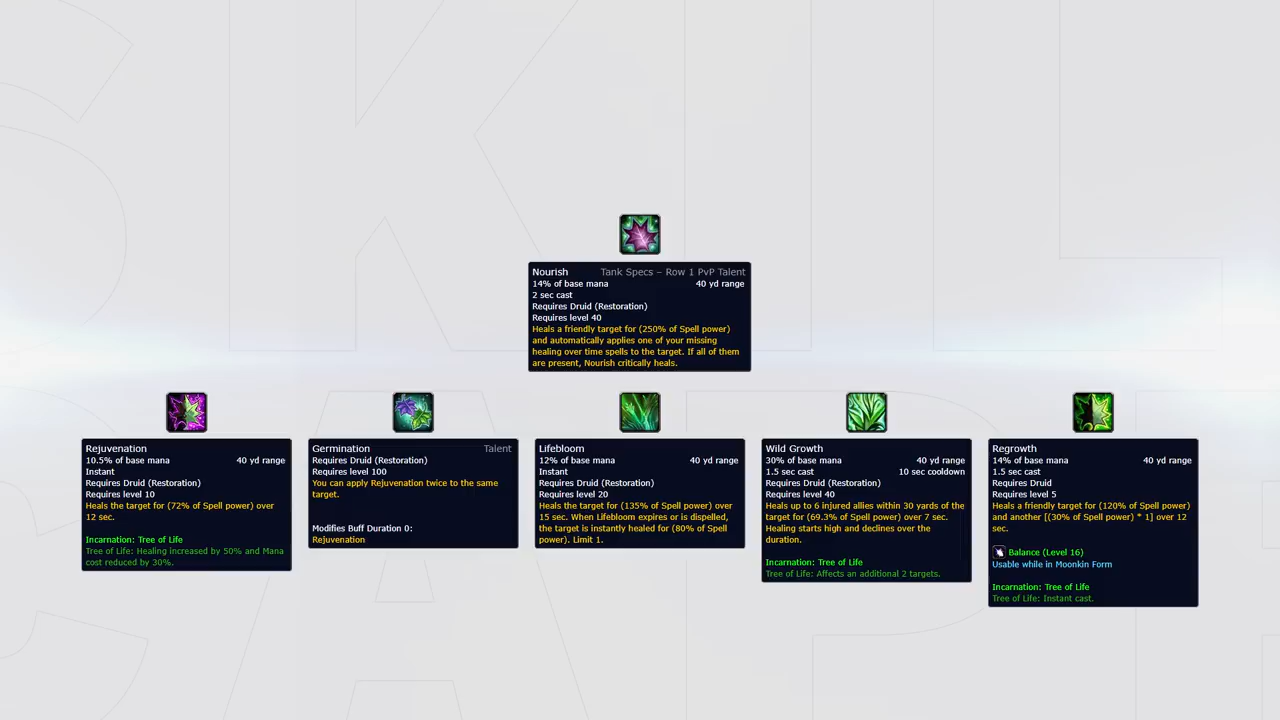 Nourish Tank Specs – Row 1 PvP Talent
14% of base mana 40 yd range
2 sec cast
Requires Druid (Restoration)
Requires level 40
Heals a friendly target for (250% of Spell power)
and automatically applies one of your missing
healing over time spells to the target. If all of them
are present, Nourish critically heals.
Rejuvenation
10.5% of base mana 40 yd range
Instant
Requires Druid (Restoration)
Requires level 10
Heals the target for (72% of Spell power) over
12 sec.
Incarnation: Tree of Life
Tree of Life: Healing increased by 50% and Mana
cost reduced by 30%.
Germination Talent
Requires Druid (Restoration)
Requires level 100
You can apply Rejuvenation twice to the same
target.
Modifies Buff Duration 0:
Rejuvenation
Lifebloom
12% of base mana 40 yd range
Instant
Requires Druid (Restoration)
Requires level 20
Heals the target for (135% of Spell power) over
15 sec. When Lifebloom expires or is dispelled,
the target is instantly healed for (80% of Spell
power). Limit 1.
Wild Growth
30% of base mana 40 yd range
1.5 sec cast 10 sec cooldown
Requires Druid (Restoration)
Requires level 40
Heals up to 6 injured allies within 30 yards of the
target for (69.3% of Spell power) over 7 sec.
Healing starts high and declines over the
duration.
Incarnation: Tree of Life
Tree of Life: Affects an additional 2 targets.
Regrowth
14% of base mana 40 yd range
1.5 sec cast
Requires Druid
Requires level 5
Heals a friendly target for (120% of Spell power)
and another [(30% of Spell power) * 1] over 12
sec.
Balance (Level 16)
Usable while in Moonkin Form
Incarnation: Tree of Life
Tree of Life: Instant cast.